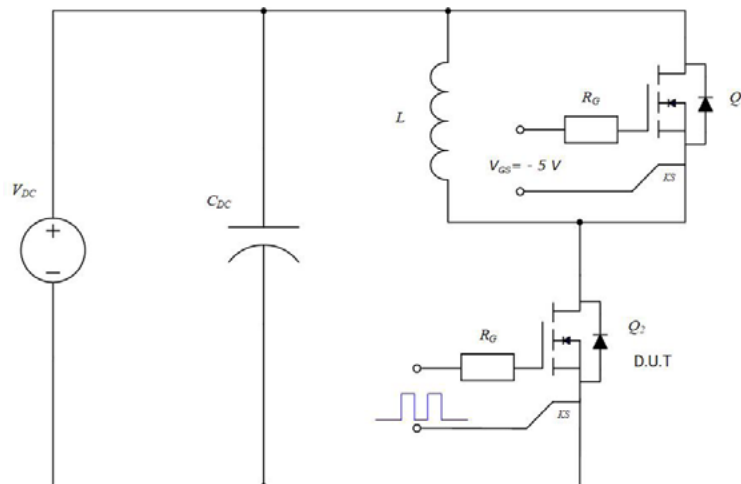 Q
R_G
L
V_GS = - 5 V
KS
V_DC
C_DC
+
−
R_G
Q_2
D.U.T
KS